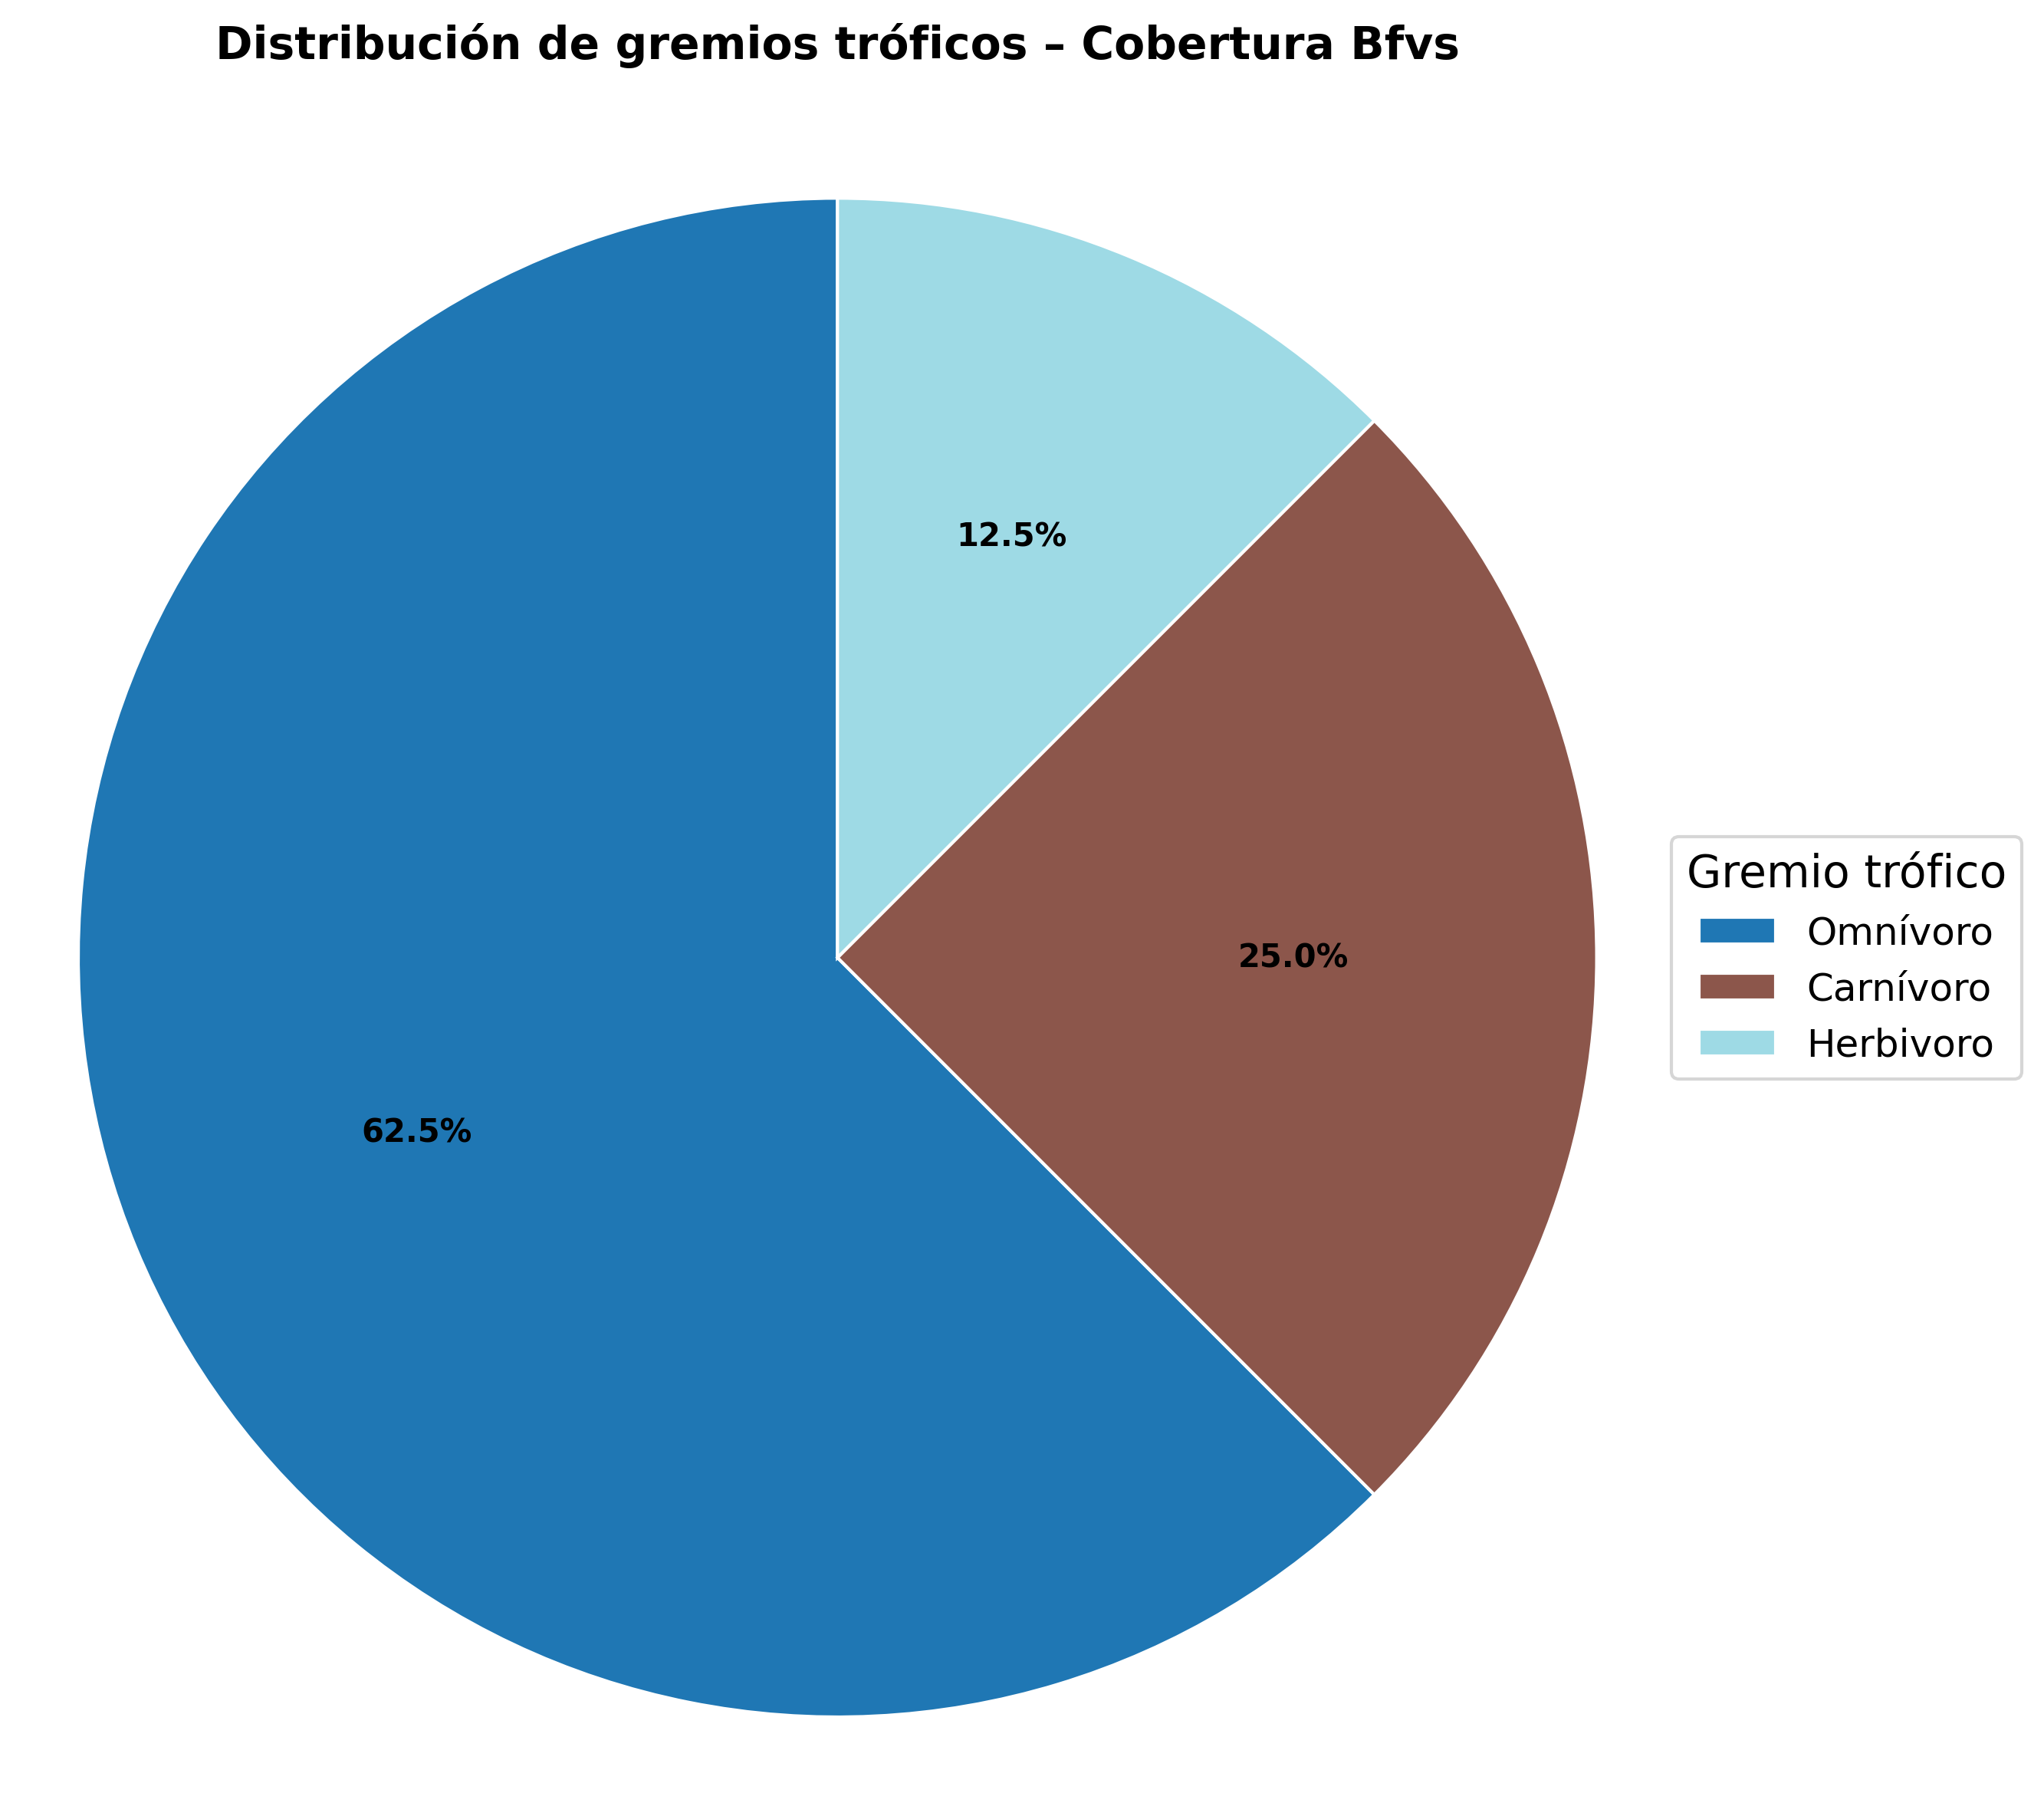 Distribución de gremios tróficos – Cobertura Bfvs
12.5%
25.0%
62.5%
Gremio trófico
Omnívoro
Carnívoro
Herbivoro